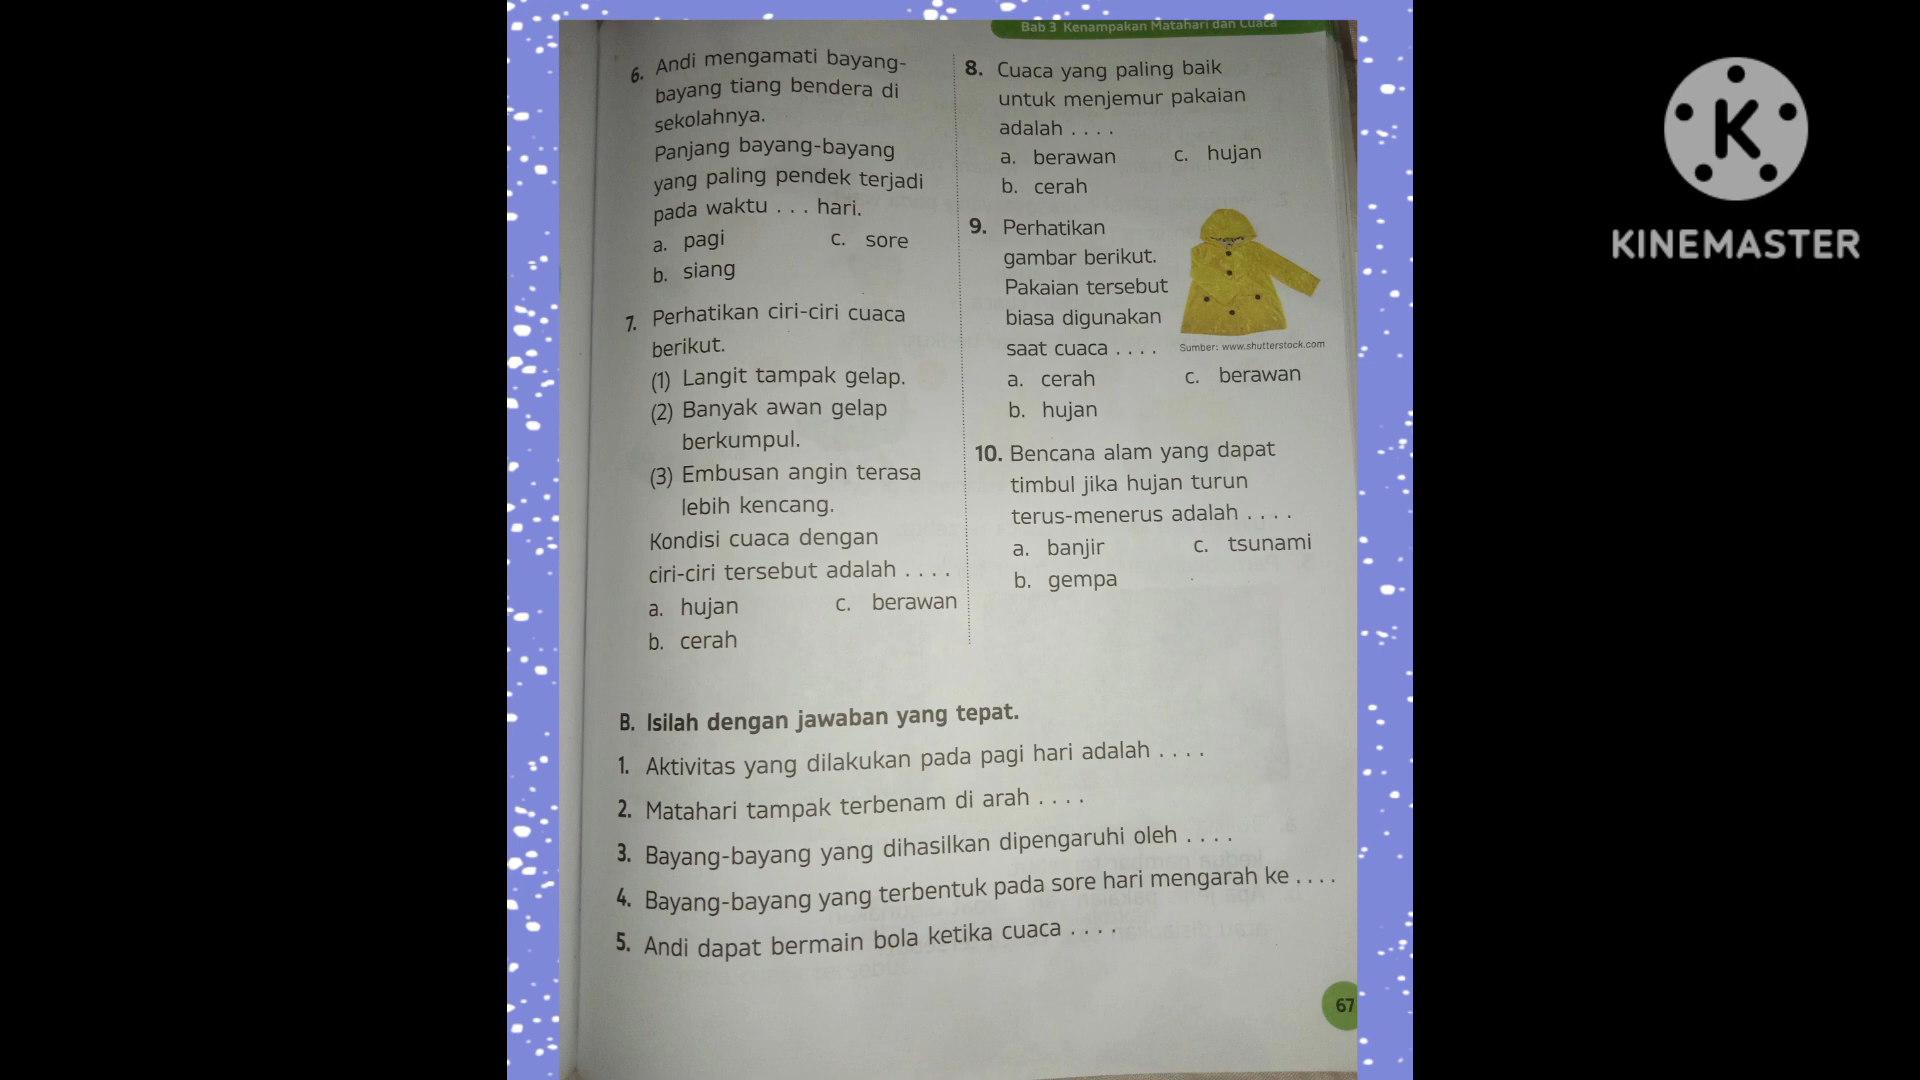 Bab 3 Kenampakan Matahari dan Cuaca
6. Andi mengamati bayang-
bayang tiang bendera di
sekolahnya.
Panjang bayang-bayang
yang paling pendek terjadi
pada waktu . . . hari.
a. pagi c. sore
b. siang
7. Perhatikan ciri-ciri cuaca
berikut.
(1) Langit tampak gelap.
(2) Banyak awan gelap
berkumpul.
(3) Embusan angin terasa
lebih kencang.
Kondisi cuaca dengan
ciri-ciri tersebut adalah . . . .
a. hujan c. berawan
b. cerah
8. Cuaca yang paling baik
untuk menjemur pakaian
adalah . . . .
a. berawan c. hujan
b. cerah
9. Perhatikan
gambar berikut.
Pakaian tersebut
biasa digunakan
saat cuaca . . . .
Sumber: www.shutterstock.com
a. cerah c. berawan
b. hujan
10. Bencana alam yang dapat
timbul jika hujan turun
terus-menerus adalah . . . .
a. banjir c. tsunami
b. gempa
B. Isilah dengan jawaban yang tepat.
1. Aktivitas yang dilakukan pada pagi hari adalah . . . .
2. Matahari tampak terbenam di arah . . . .
3. Bayang-bayang yang dihasilkan dipengaruhi oleh . . . .
4. Bayang-bayang yang terbentuk pada sore hari mengarah ke . . . .
5. Andi dapat bermain bola ketika cuaca . . . .
67
K
KINEMASTER